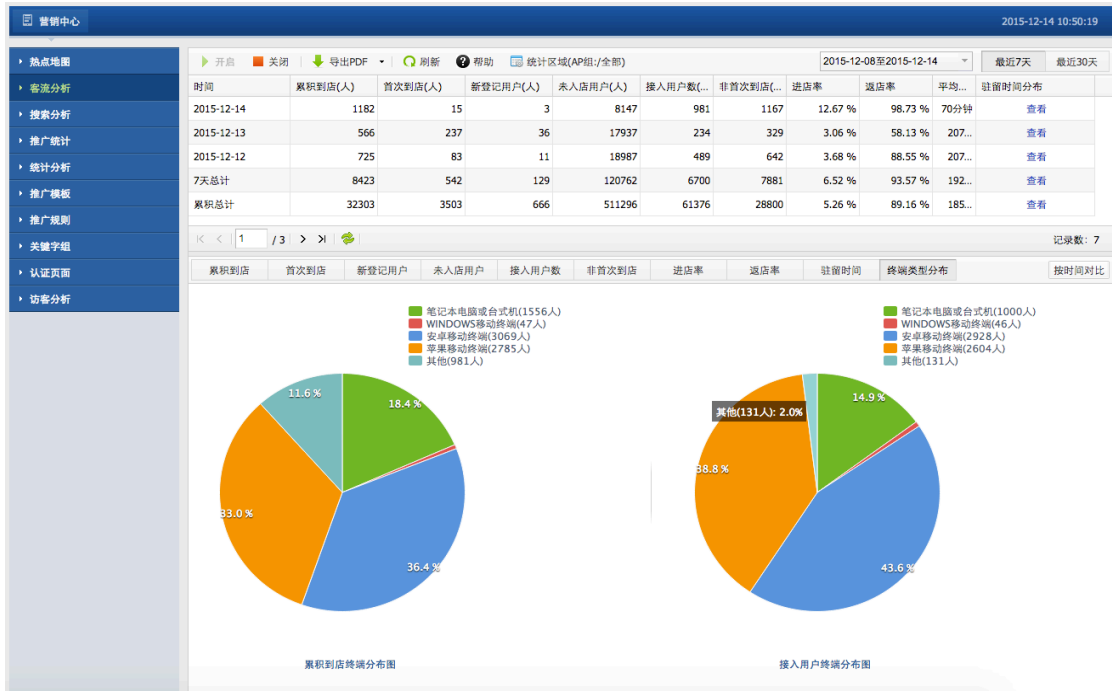 营销中心 2015-12-14 10:50:19
热点地图
客流分析
搜索分析
推广统计
统计分析
推广模板
推广规则
关键字组
认证页面
访客分析
开启 关闭 导出PDF 刷新 帮助 统计区域(AP组:/全部) 2015-12-08至2015-12-14 最近7天 最近30天
时间 累积到店(人) 首次到店(人) 新登记用户(人) 未入店用户(人) 接入用户数(... 非首次到店(... 进店率 返店率 平均... 驻留时间分布
2015-12-14 1182 15 3 8147 981 1167 12.67 % 98.73 % 70分钟 查看
2015-12-13 566 237 36 17937 234 329 3.06 % 58.13 % 207... 查看
2015-12-12 725 83 11 18987 489 642 3.68 % 88.55 % 207... 查看
7天总计 8423 542 129 120762 6700 7881 6.52 % 93.57 % 192... 查看
累积总计 32303 3503 666 511296 61376 28800 5.26 % 89.16 % 185... 查看
1 / 3 记录数: 7
累积到店 首次到店 新登记用户 未入店用户 接入用户数 非首次到店 进店率 返店率 驻留时间 终端类型分布 按时间对比
笔记本电脑或台式机(1556人)
WINDOWS移动终端(47人)
安卓移动终端(3069人)
苹果移动终端(2785人)
其他(981人)
11.6 %
18.4 %
33.0 %
36.4 %
累积到店终端分布图
笔记本电脑或台式机(1000人)
WINDOWS移动终端(46人)
安卓移动终端(2928人)
苹果移动终端(2604人)
其他(131人)
14.9 %
其他(131人): 2.0%
38.8 %
43.6 %
接入用户终端分布图